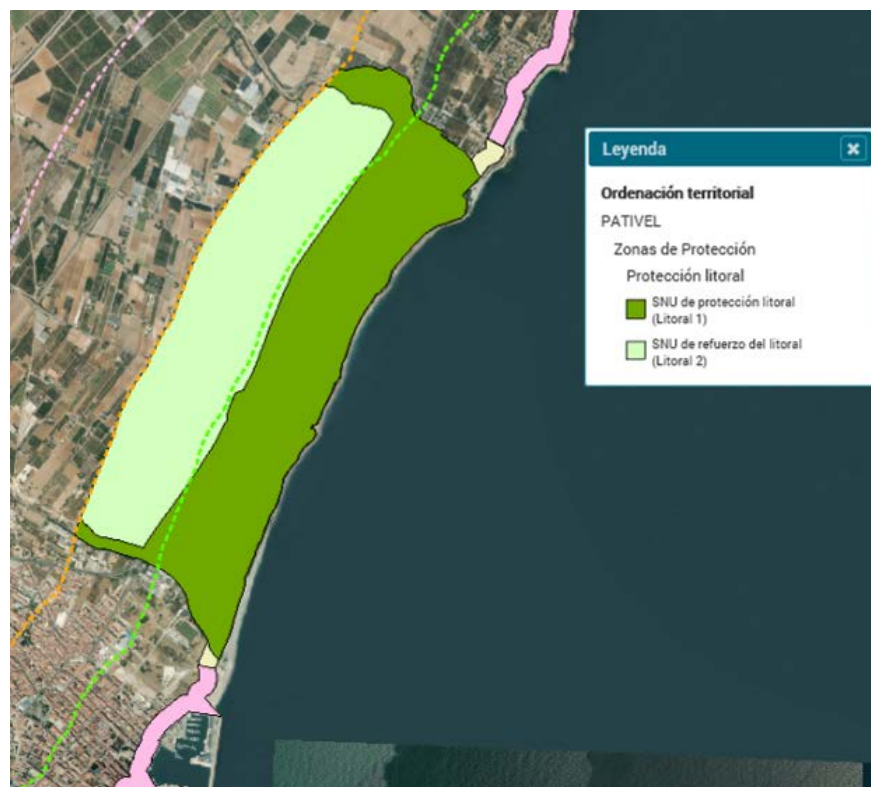 Leyenda
Ordenación territorial
PATIVEL
Zonas de Protección
Protección litoral
SNU de protección litoral
(Litoral 1)
SNU de refuerzo del litoral
(Litoral 2)